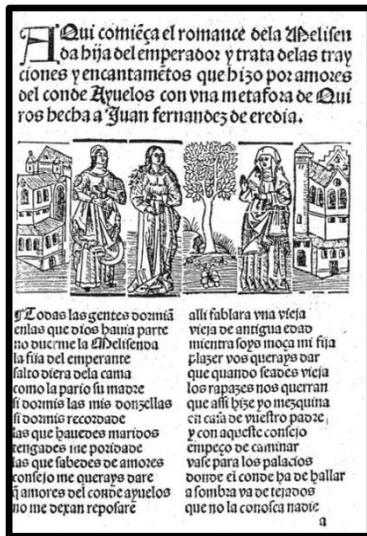 AQui comiẽça el romance dela Melisen
da hija del emperador y trata delas tray
ciones y encantamẽtos que hizo por amores
del conde Ayuelos con vna metafora de Qui
ros hecha a Juan fernandez de eredia.
Todas las gentes dormiã
enlas que dios hauia parte
no duerme la Melisenda
la fija del emperante
salto diera dela cama
como la pario su madre
si dormis las mis donzellas
si dormis recordade
las que hauedes maridos
tengades me poridade
las que sabedes de amores
consejo me querays dare
q̃ amores del conde ayuelos
no me dexan reposare
alli fablara vna vieja
vieja de antigua edad
mientra soys moça mi fija
plazer vos querays dar
que quando seades vieja
los rapazes nos querran
que assi hize yo mezquina
en casa de vuestro padre
y con aqueste consejo
empeço de caminar
vase para los palacios
donde el conde ha de hallar
a sombra va de tejados
que no la conosca nadie
a